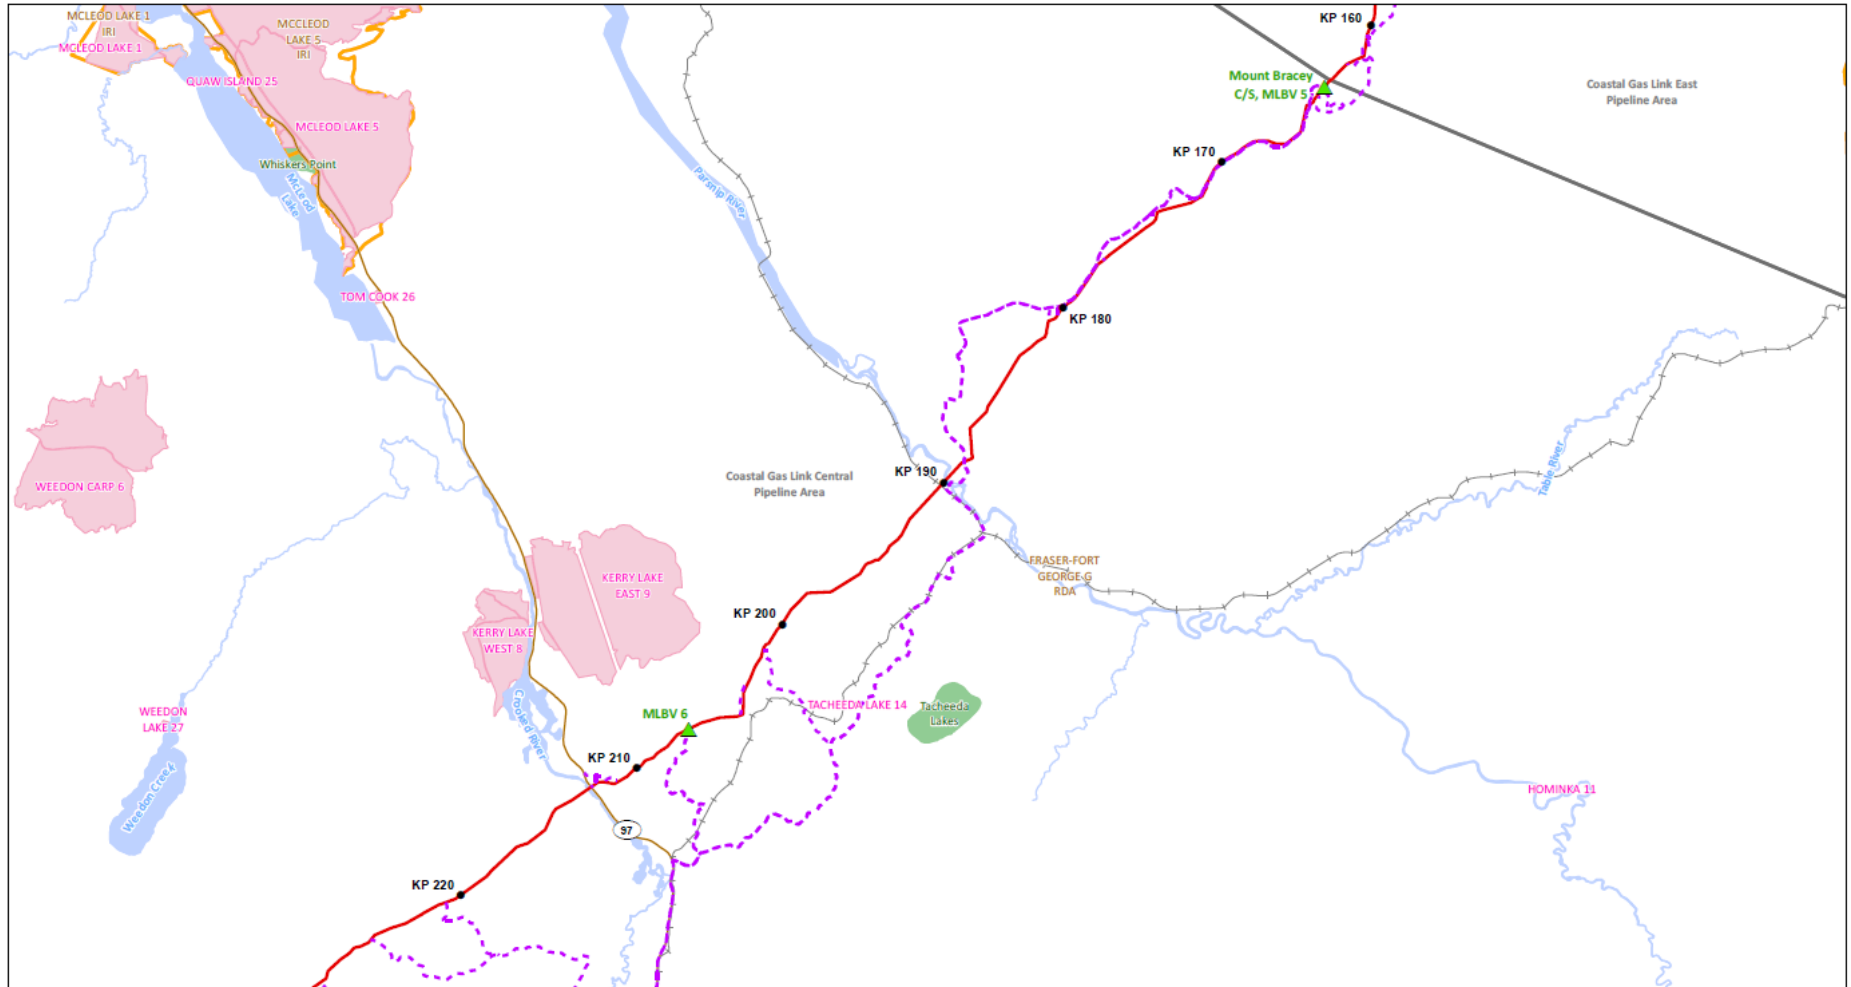 MCLEOD LAKE 1
IRI
MCLEOD LAKE 1
MCCLEOD
LAKE 5
IRI
QUAW ISLAND 25
MCLEOD LAKE 5
Whiskers Point
McLeod
Lake
TOM COOK 26
Parsnip River
KP 160
Mount Bracey
C/S, MLBV 5
Coastal Gas Link East
Pipeline Area
KP 170
KP 180
WEEDON CARP 6
Coastal Gas Link Central
Pipeline Area
KP 190
Table River
FRASER-FORT
GEORGE G
RDA
KERRY LAKE
EAST 9
KERRY LAKE
WEST 8
KP 200
Crooked River
MLBV 6
TACHEEDA LAKE 14
Tacheeda
Lakes
WEEDON
LAKE 27
Weedon Creek
KP 210
HOMINKA 11
97
KP 220